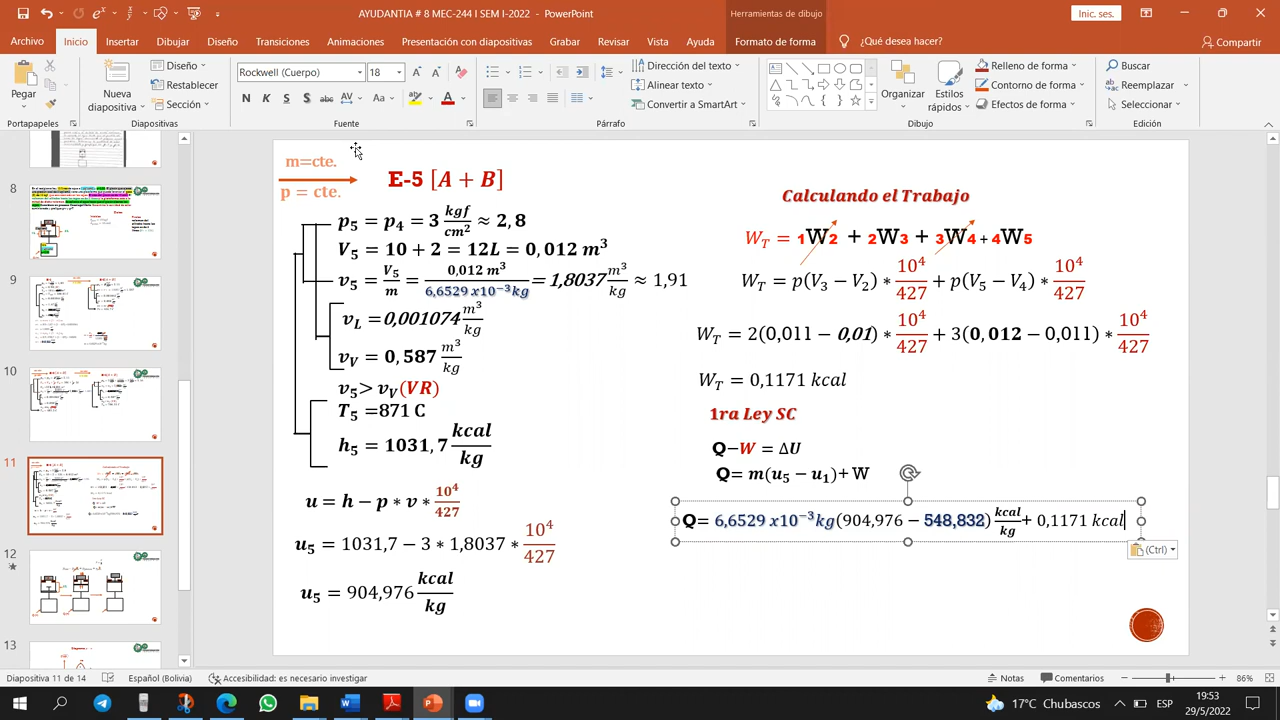 AYUDANTIA # 8 MEC-244 I SEM I-2022 - PowerPoint
Herramientas de dibujo
Inic. ses.
Archivo Inicio Insertar Dibujar Diseño Transiciones Animaciones Presentación con diapositivas Grabar Revisar Vista Ayuda Formato de forma ¿Qué desea hacer? Compartir
Pegar
Nueva diapositiva
Diseño
Restablecer
Sección
Rockwell (Cuerpo) 18
N K S S abc AV Aa A
Dirección del texto
Alinear texto
Convertir a SmartArt
Organizar
Estilos rápidos
Relleno de forma
Contorno de forma
Efectos de forma
Buscar
Reemplazar
Seleccionar
Portapapeles Diapositivas Fuente Párrafo Dibujo Edición
8
9
10
11
12
13
m=cte.
p = cte.
E-5 [A + B]
p₅ = p₄ = 3 kgf/cm² ≈ 2,8
V₅ = 10 + 2 = 12L = 0,012 m³
v₅ = V₅/m = 0,012 m³/6,6529 x10⁻³kg = 1,8037 m³/kg ≈ 1,91
v_L = 0,001074 m³/kg
v_V = 0,587 m³/kg
v₅> v_V (VR)
T₅ =871 C
h₅ = 1031,7 kcal/kg
u = h − p ∗ v ∗ 10⁴/427
u₅ = 1031,7 − 3 ∗ 1,8037 ∗ 10⁴/427
u₅ = 904,976 kcal/kg
Calculando el Trabajo
W_T = 1W2 + 2W3 + 3W4 + 4W5
W_T = p(V₃ − V₂) ∗ 10⁴/427 + p(V₅ − V₄) ∗ 10⁴/427
W_T = 2(0,011 − 0,01) ∗ 10⁴/427 + 3(0,012 − 0,011) ∗ 10⁴/427
W_T = 0,1171 kcal
1ra Ley SC
Q−W = ΔU
Q= m(u₅ − u₁)+ W
Q= 6,6529 x10⁻³kg(904,976 − 548,832) kcal/kg + 0,1171 kcal
(Ctrl)
Diapositiva 11 de 14 Español (Bolivia) Accesibilidad: es necesario investigar Notas Comentarios 86%
17°C Chubascos ESP 19:53
29/5/2022